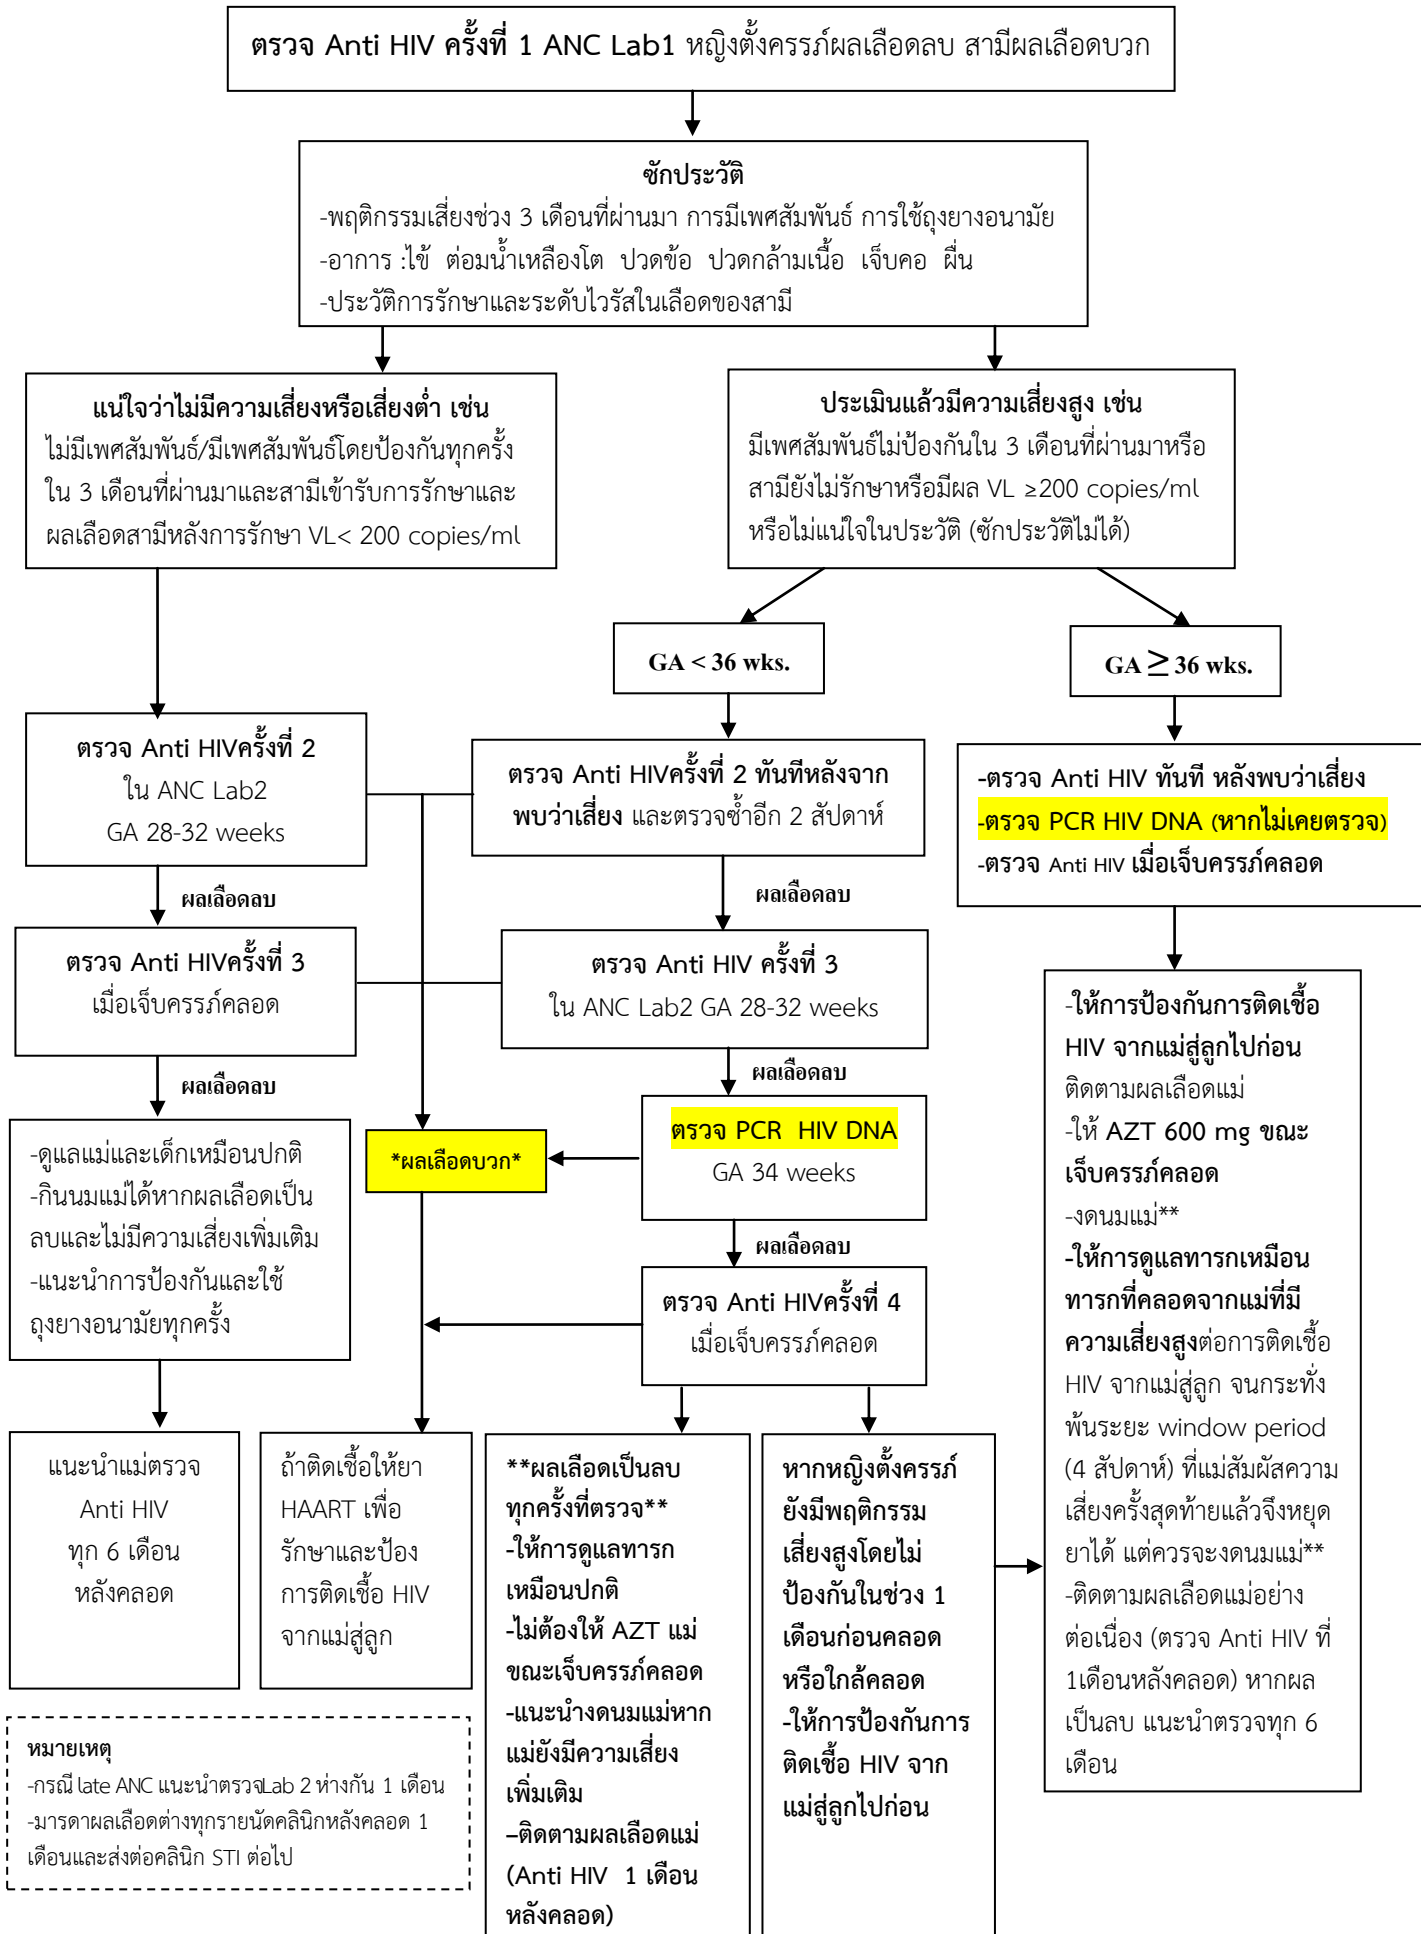 ตรวจ Anti HIV ครั้งที่ 1 ANC Lab1 หญิงตั้งครรภ์ผลเลือดลบ สามีผลเลือดบวก
ซักประวัติ
-พฤติกรรมเสี่ยงช่วง 3 เดือนที่ผ่านมา การมีเพศสัมพันธ์ การใช้ถุงยางอนามัย
-อาการ :ไข้ ต่อมน้ำเหลืองโต ปวดข้อ ปวดกล้ามเนื้อ เจ็บคอ ผื่น
-ประวัติการรักษาและระดับไวรัสในเลือดของสามี
แน่ใจว่าไม่มีความเสี่ยงหรือเสี่ยงต่ำ เช่น
ไม่มีเพศสัมพันธ์/มีเพศสัมพันธ์โดยป้องกันทุกครั้ง
ใน 3 เดือนที่ผ่านมาและสามีเข้ารับการรักษาและ
ผลเลือดสามีหลังการรักษา VL< 200 copies/ml
ประเมินแล้วมีความเสี่ยงสูง เช่น
มีเพศสัมพันธ์ไม่ป้องกันใน 3 เดือนที่ผ่านมาหรือ
สามียังไม่รักษาหรือมีผล VL ≥200 copies/ml
หรือไม่แน่ใจในประวัติ (ซักประวัติไม่ได้)
GA < 36 wks.
GA ≥ 36 wks.
ตรวจ Anti HIVครั้งที่ 2
ใน ANC Lab2
GA 28-32 weeks
ตรวจ Anti HIVครั้งที่ 2 ทันทีหลังจาก
พบว่าเสี่ยง และตรวจซ้ำอีก 2 สัปดาห์
-ตรวจ Anti HIV ทันที หลังพบว่าเสี่ยง
-ตรวจ PCR HIV DNA (หากไม่เคยตรวจ)
-ตรวจ Anti HIV เมื่อเจ็บครรภ์คลอด
ผลเลือดลบ
ผลเลือดลบ
ตรวจ Anti HIVครั้งที่ 3
เมื่อเจ็บครรภ์คลอด
ตรวจ Anti HIV ครั้งที่ 3
ใน ANC Lab2 GA 28-32 weeks
ผลเลือดลบ
ผลเลือดลบ
-ดูแลแม่และเด็กเหมือนปกติ
-กินนมแม่ได้หากผลเลือดเป็น
ลบและไม่มีความเสี่ยงเพิ่มเติม
-แนะนำการป้องกันและใช้
ถุงยางอนามัยทุกครั้ง
*ผลเลือดบวก*
ตรวจ PCR HIV DNA
GA 34 weeks
ผลเลือดลบ
ตรวจ Anti HIVครั้งที่ 4
เมื่อเจ็บครรภ์คลอด
-ให้การป้องกันการติดเชื้อ
HIV จากแม่สู่ลูกไปก่อน
ติดตามผลเลือดแม่
-ให้ AZT 600 mg ขณะ
เจ็บครรภ์คลอด
-งดนมแม่**
-ให้การดูแลทารกเหมือน
ทารกที่คลอดจากแม่ที่มี
ความเสี่ยงสูงต่อการติดเชื้อ
HIV จากแม่สู่ลูก จนกระทั่ง
พ้นระยะ window period
(4 สัปดาห์) ที่แม่สัมผัสความ
เสี่ยงครั้งสุดท้ายแล้วจึงหยุด
ยาได้ แต่ควรจะงดนมแม่**
-ติดตามผลเลือดแม่อย่าง
ต่อเนื่อง (ตรวจ Anti HIV ที่
1เดือนหลังคลอด) หากผล
เป็นลบ แนะนำตรวจทุก 6
เดือน
แนะนำแม่ตรวจ
Anti HIV
ทุก 6 เดือน
หลังคลอด
ถ้าติดเชื้อให้ยา
HAART เพื่อ
รักษาและป้อง
การติดเชื้อ HIV
จากแม่สู่ลูก
**ผลเลือดเป็นลบ
ทุกครั้งที่ตรวจ**
-ให้การดูแลทารก
เหมือนปกติ
-ไม่ต้องให้ AZT แม่
ขณะเจ็บครรภ์คลอด
-แนะนำงดนมแม่หาก
แม่ยังมีความเสี่ยง
เพิ่มเติม
–ติดตามผลเลือดแม่
(Anti HIV 1 เดือน
หลังคลอด)
หากหญิงตั้งครรภ์
ยังมีพฤติกรรม
เสี่ยงสูงโดยไม่
ป้องกันในช่วง 1
เดือนก่อนคลอด
หรือใกล้คลอด
-ให้การป้องกันการ
ติดเชื้อ HIV จาก
แม่สู่ลูกไปก่อน
หมายเหตุ
-กรณี late ANC แนะนำตรวจLab 2 ห่างกัน 1 เดือน
-มารดาผลเลือดต่างทุกรายนัดคลินิกหลังคลอด 1
เดือนและส่งต่อคลินิก STI ต่อไป